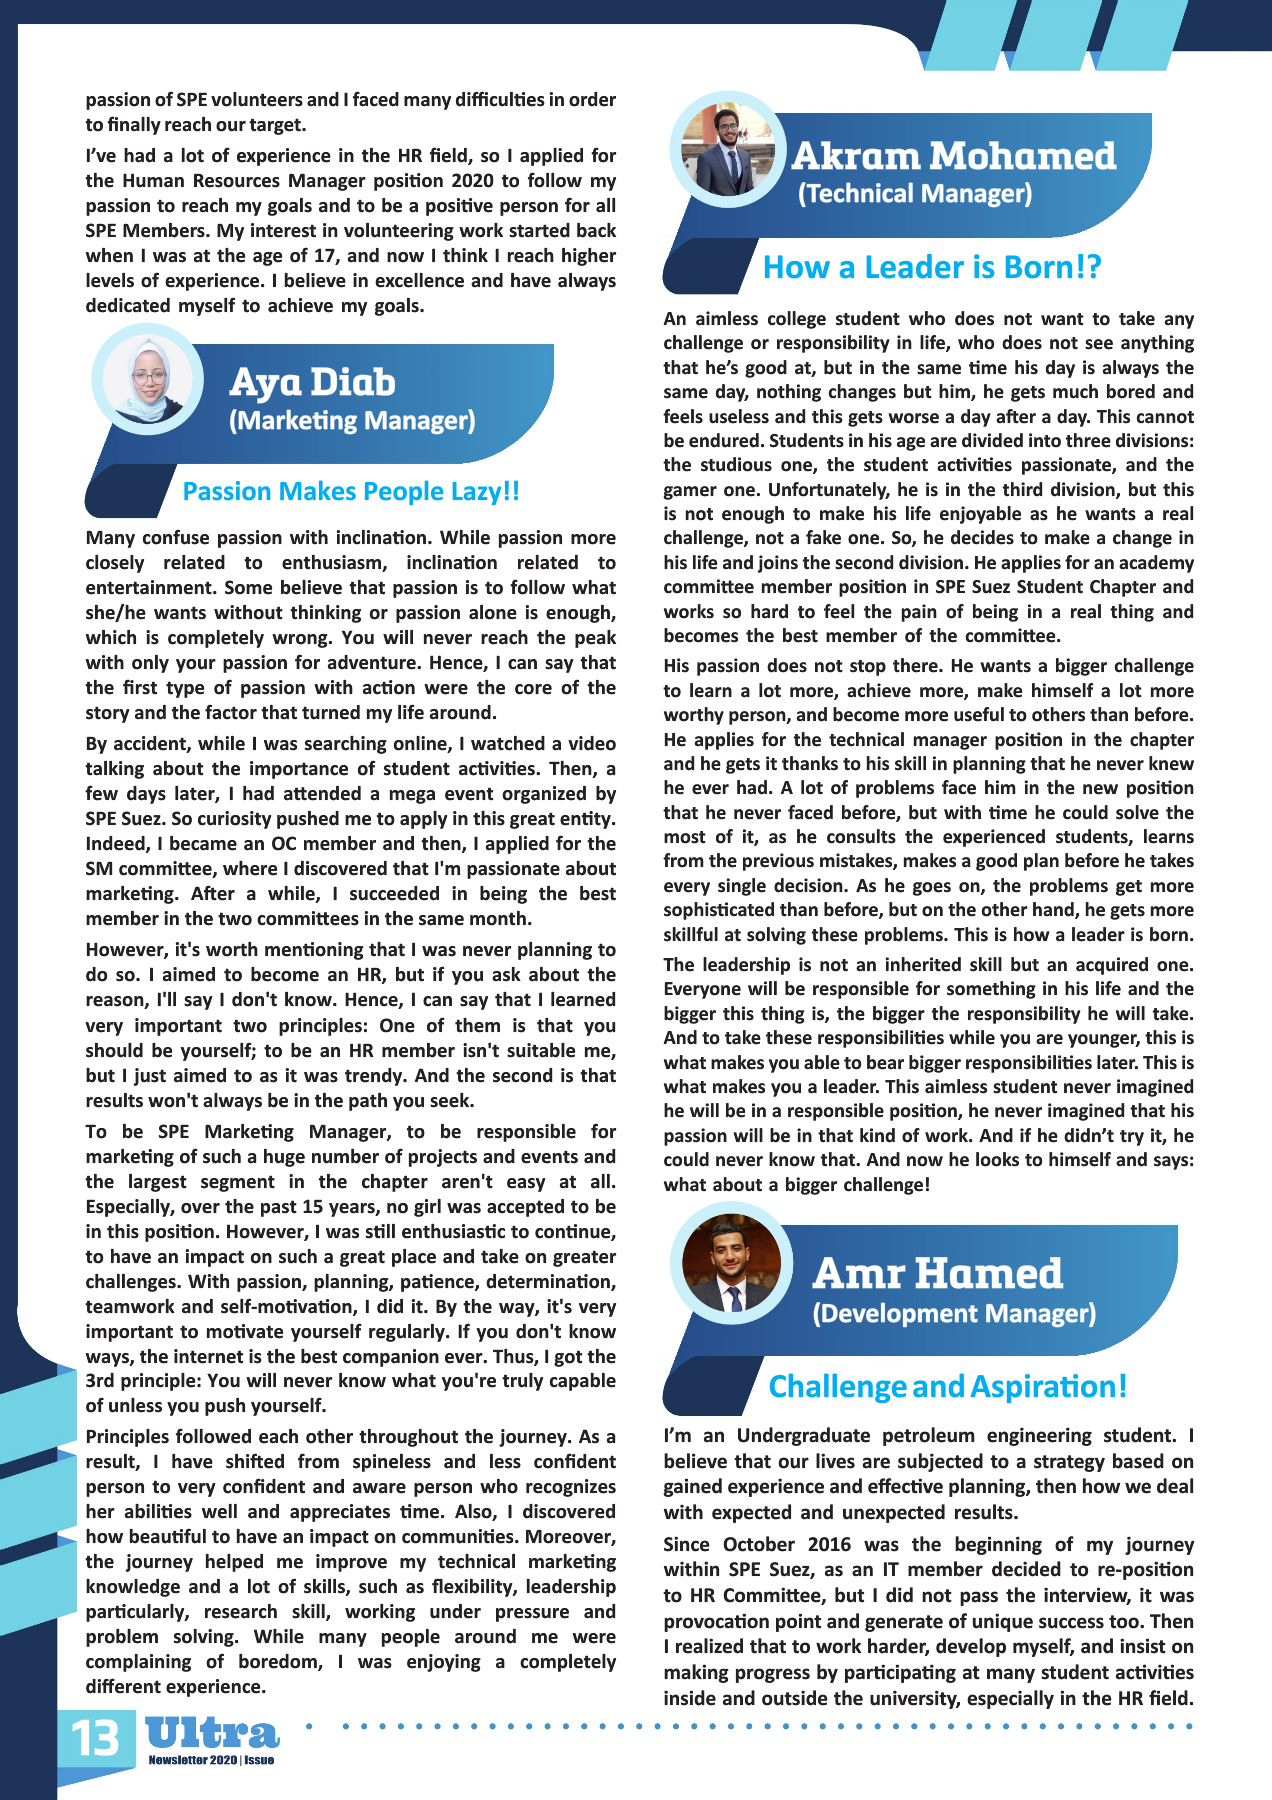 passion of SPE volunteers and I faced many difficulties in order
to finally reach our target.
I've had a lot of experience in the HR field, so I applied for
the Human Resources Manager position 2020 to follow my
passion to reach my goals and to be a positive person for all
SPE Members. My interest in volunteering work started back
when I was at the age of 17, and now I think I reach higher
levels of experience. I believe in excellence and have always
dedicated myself to achieve my goals.
Aya Diab
(Marketing Manager)
Passion Makes People Lazy!!
Many confuse passion with inclination. While passion more
closely related to enthusiasm, inclination related to
entertainment. Some believe that passion is to follow what
she/he wants without thinking or passion alone is enough,
which is completely wrong. You will never reach the peak
with only your passion for adventure. Hence, I can say that
the first type of passion with action were the core of the
story and the factor that turned my life around.
By accident, while I was searching online, I watched a video
talking about the importance of student activities. Then, a
few days later, I had attended a mega event organized by
SPE Suez. So curiosity pushed me to apply in this great entity.
Indeed, I became an OC member and then, I applied for the
SM committee, where I discovered that I'm passionate about
marketing. After a while, I succeeded in being the best
member in the two committees in the same month.
However, it's worth mentioning that I was never planning to
do so. I aimed to become an HR, but if you ask about the
reason, I'll say I don't know. Hence, I can say that I learned
very important two principles: One of them is that you
should be yourself; to be an HR member isn't suitable me,
but I just aimed to as it was trendy. And the second is that
results won't always be in the path you seek.
To be SPE Marketing Manager, to be responsible for
marketing of such a huge number of projects and events and
the largest segment in the chapter aren't easy at all.
Especially, over the past 15 years, no girl was accepted to be
in this position. However, I was still enthusiastic to continue,
to have an impact on such a great place and take on greater
challenges. With passion, planning, patience, determination,
teamwork and self-motivation, I did it. By the way, it's very
important to motivate yourself regularly. If you don't know
ways, the internet is the best companion ever. Thus, I got the
3rd principle: You will never know what you're truly capable
of unless you push yourself.
Principles followed each other throughout the journey. As a
result, I have shifted from spineless and less confident
person to very confident and aware person who recognizes
her abilities well and appreciates time. Also, I discovered
how beautiful to have an impact on communities. Moreover,
the journey helped me improve my technical marketing
knowledge and a lot of skills, such as flexibility, leadership
particularly, research skill, working under pressure and
problem solving. While many people around me were
complaining of boredom, I was enjoying a completely
different experience.
Akram Mohamed
(Technical Manager)
How a Leader is Born!?
An aimless college student who does not want to take any
challenge or responsibility in life, who does not see anything
that he's good at, but in the same time his day is always the
same day, nothing changes but him, he gets much bored and
feels useless and this gets worse a day after a day. This cannot
be endured. Students in his age are divided into three divisions:
the studious one, the student activities passionate, and the
gamer one. Unfortunately, he is in the third division, but this
is not enough to make his life enjoyable as he wants a real
challenge, not a fake one. So, he decides to make a change in
his life and joins the second division. He applies for an academy
committee member position in SPE Suez Student Chapter and
works so hard to feel the pain of being in a real thing and
becomes the best member of the committee.
His passion does not stop there. He wants a bigger challenge
to learn a lot more, achieve more, make himself a lot more
worthy person, and become more useful to others than before.
He applies for the technical manager position in the chapter
and he gets it thanks to his skill in planning that he never knew
he ever had. A lot of problems face him in the new position
that he never faced before, but with time he could solve the
most of it, as he consults the experienced students, learns
from the previous mistakes, makes a good plan before he takes
every single decision. As he goes on, the problems get more
sophisticated than before, but on the other hand, he gets more
skillful at solving these problems. This is how a leader is born.
The leadership is not an inherited skill but an acquired one.
Everyone will be responsible for something in his life and the
bigger this thing is, the bigger the responsibility he will take.
And to take these responsibilities while you are younger, this is
what makes you able to bear bigger responsibilities later. This is
what makes you a leader. This aimless student never imagined
he will be in a responsible position, he never imagined that his
passion will be in that kind of work. And if he didn't try it, he
could never know that. And now he looks to himself and says:
what about a bigger challenge!
Amr Hamed
(Development Manager)
Challenge and Aspiration!
I'm an Undergraduate petroleum engineering student. I
believe that our lives are subjected to a strategy based on
gained experience and effective planning, then how we deal
with expected and unexpected results.
Since October 2016 was the beginning of my journey
within SPE Suez, as an IT member decided to re-position
to HR Committee, but I did not pass the interview, it was
provocation point and generate of unique success too. Then
I realized that to work harder, develop myself, and insist on
making progress by participating at many student activities
inside and outside the university, especially in the HR field.
13 Ultra
Newsletter 2020 | Issue